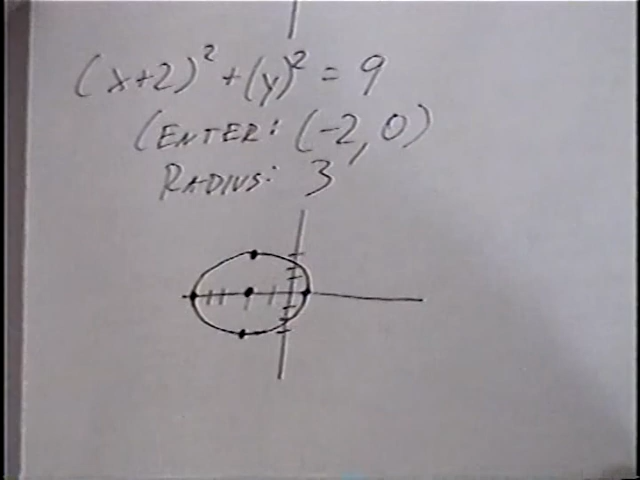 (x+2)² + (y)² = 9
CENTER: (-2, 0)
RADIUS: 3